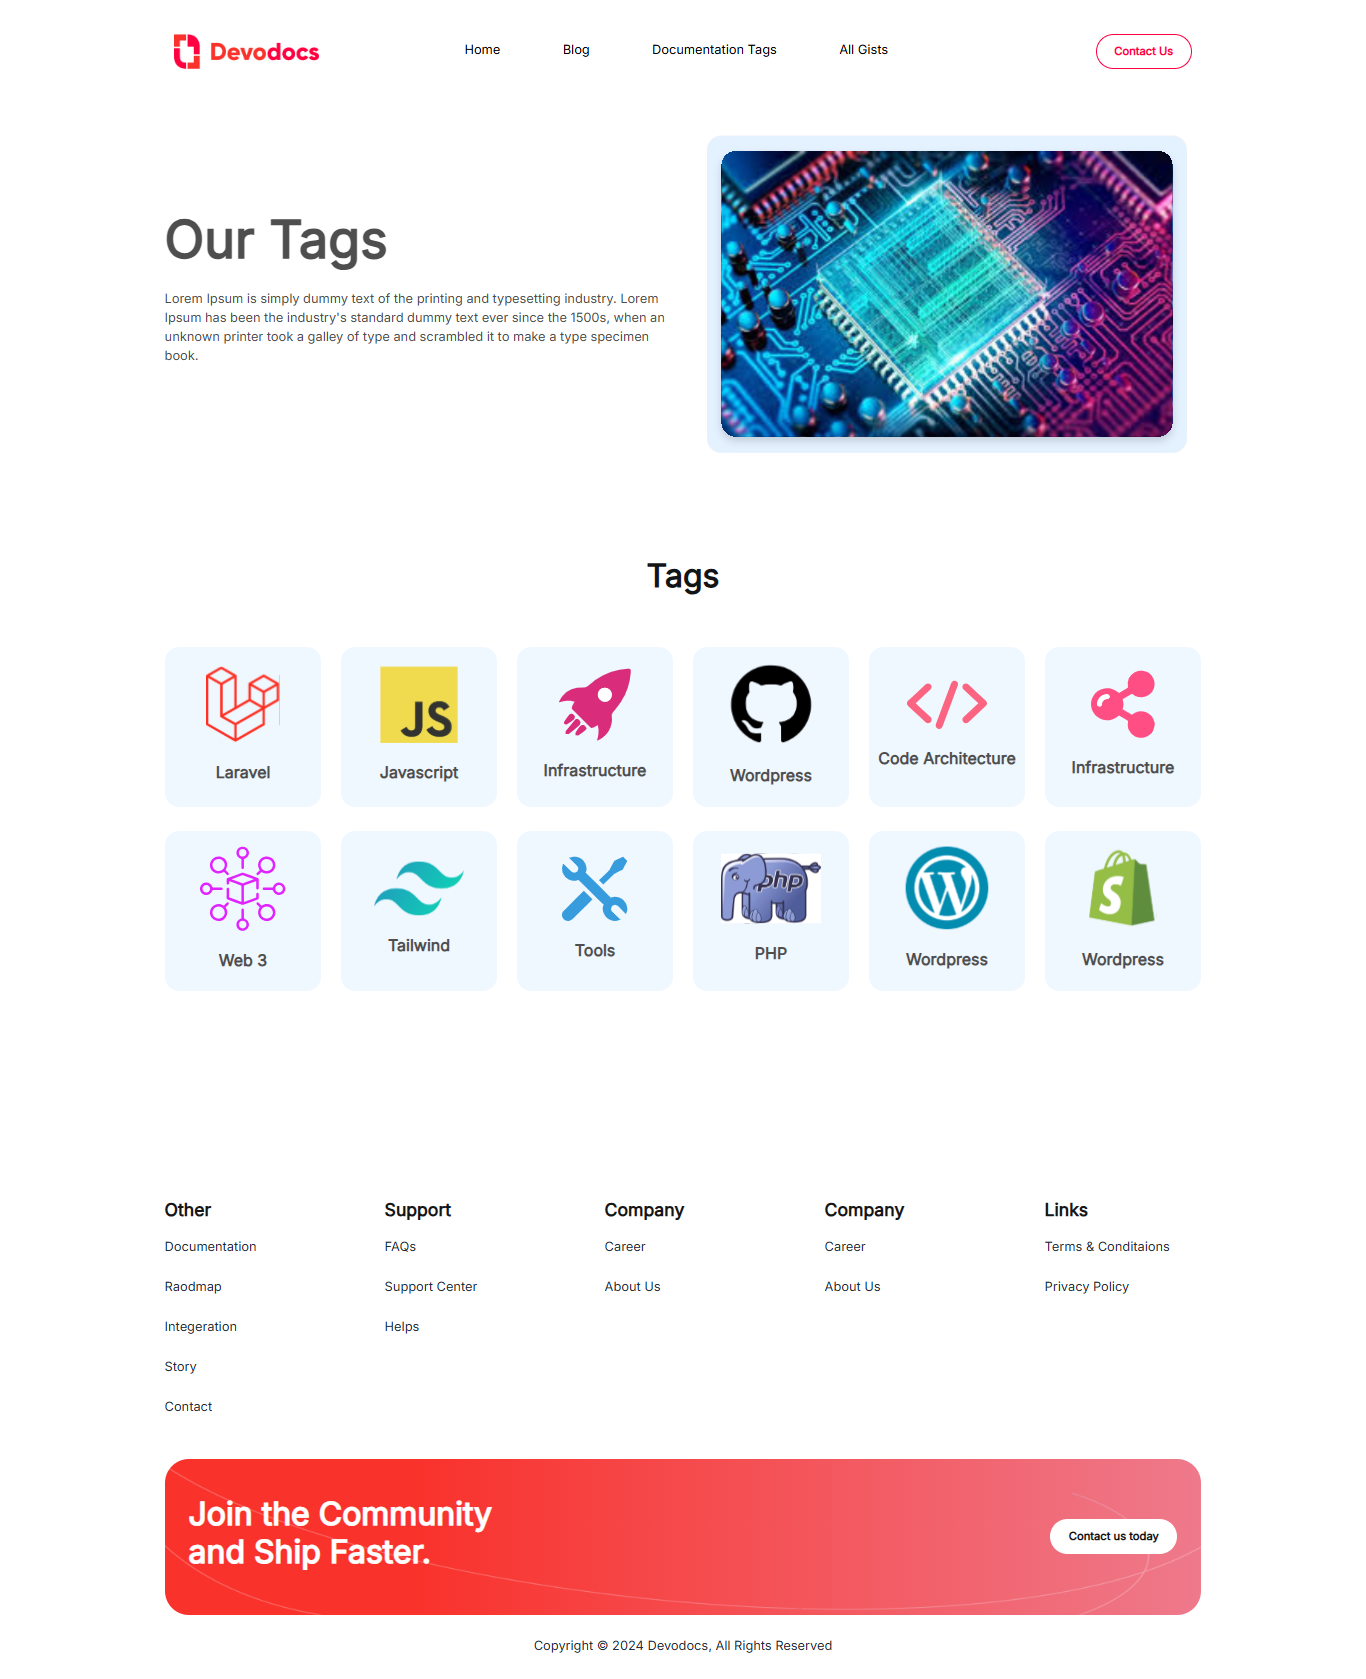 Devodocs
Home
Blog
Documentation Tags
All Gists
Contact Us
Our Tags
Lorem Ipsum is simply dummy text of the printing and typesetting industry. Lorem
Ipsum has been the industry's standard dummy text ever since the 1500s, when an
unknown printer took a galley of type and scrambled it to make a type specimen
book.
Tags
JS
Laravel
Javascript
Infrastructure
Wordpress
Code Architecture
Infrastructure
php
W
S
Web 3
Tailwind
Tools
PHP
Wordpress
Wordpress
Other
Documentation
Raodmap
Integeration
Story
Contact
Support
FAQs
Support Center
Helps
Company
Career
About Us
Company
Career
About Us
Links
Terms & Conditaions
Privacy Policy
Join the Community
and Ship Faster.
Contact us today
Copyright © 2024 Devodocs, All Rights Reserved